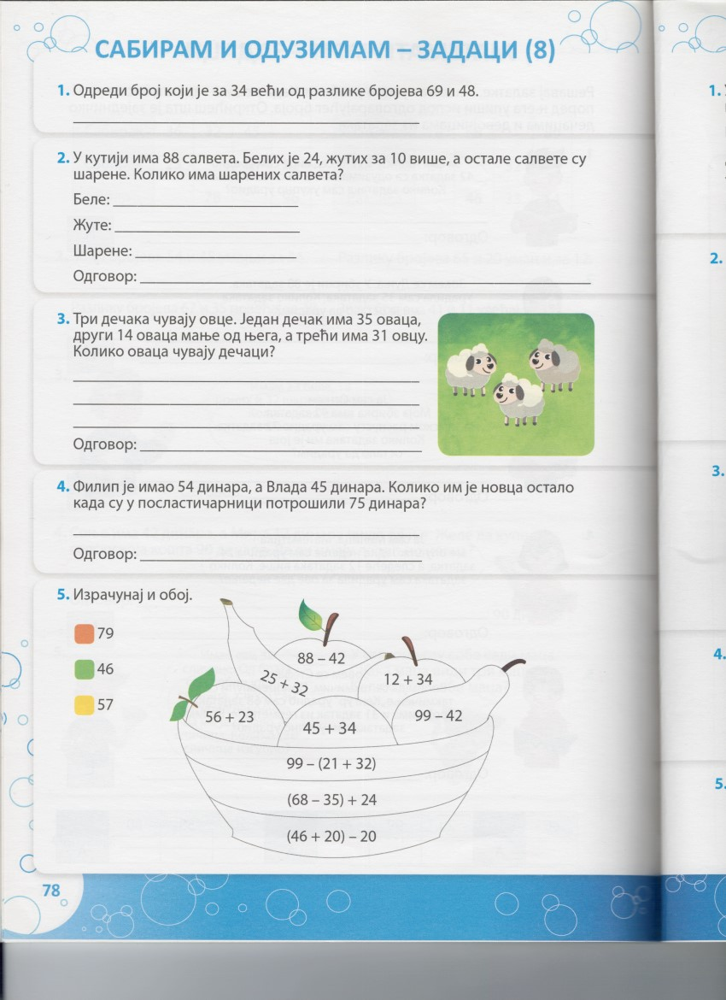 САБИРАМ И ОДУЗИМАМ – ЗАДАЦИ (8)
1. Одреди број који је за 34 већи од разлике бројева 69 и 48.
2. У кутији има 88 салвета. Белих је 24, жутих за 10 више, а остале салвете су
шарене. Колико има шарених салвета?
Беле:
Жуте:
Шарене:
Одговор:
3. Три дечака чувају овце. Један дечак има 35 оваца,
други 14 оваца мање од њега, а трећи има 31 овцу.
Колико оваца чувају дечаци?
Одговор:
4. Филип је имао 54 динара, а Влада 45 динара. Колико им је новца остало
када су у посластичарници потрошили 75 динара?
Одговор:
5. Израчунај и обој.
79
46
57
88 – 42
25 + 32
12 + 34
56 + 23
45 + 34
99 – 42
99 – (21 + 32)
(68 – 35) + 24
(46 + 20) – 20
78
1.
2.
3.
4.
5.